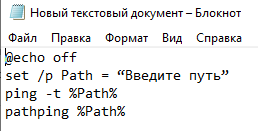 Новый текстовый документ – Блокнот
Файл Правка Формат Вид Справка
@echo off
set /p Path = “Введите путь”
ping -t %Path%
pathping %Path%